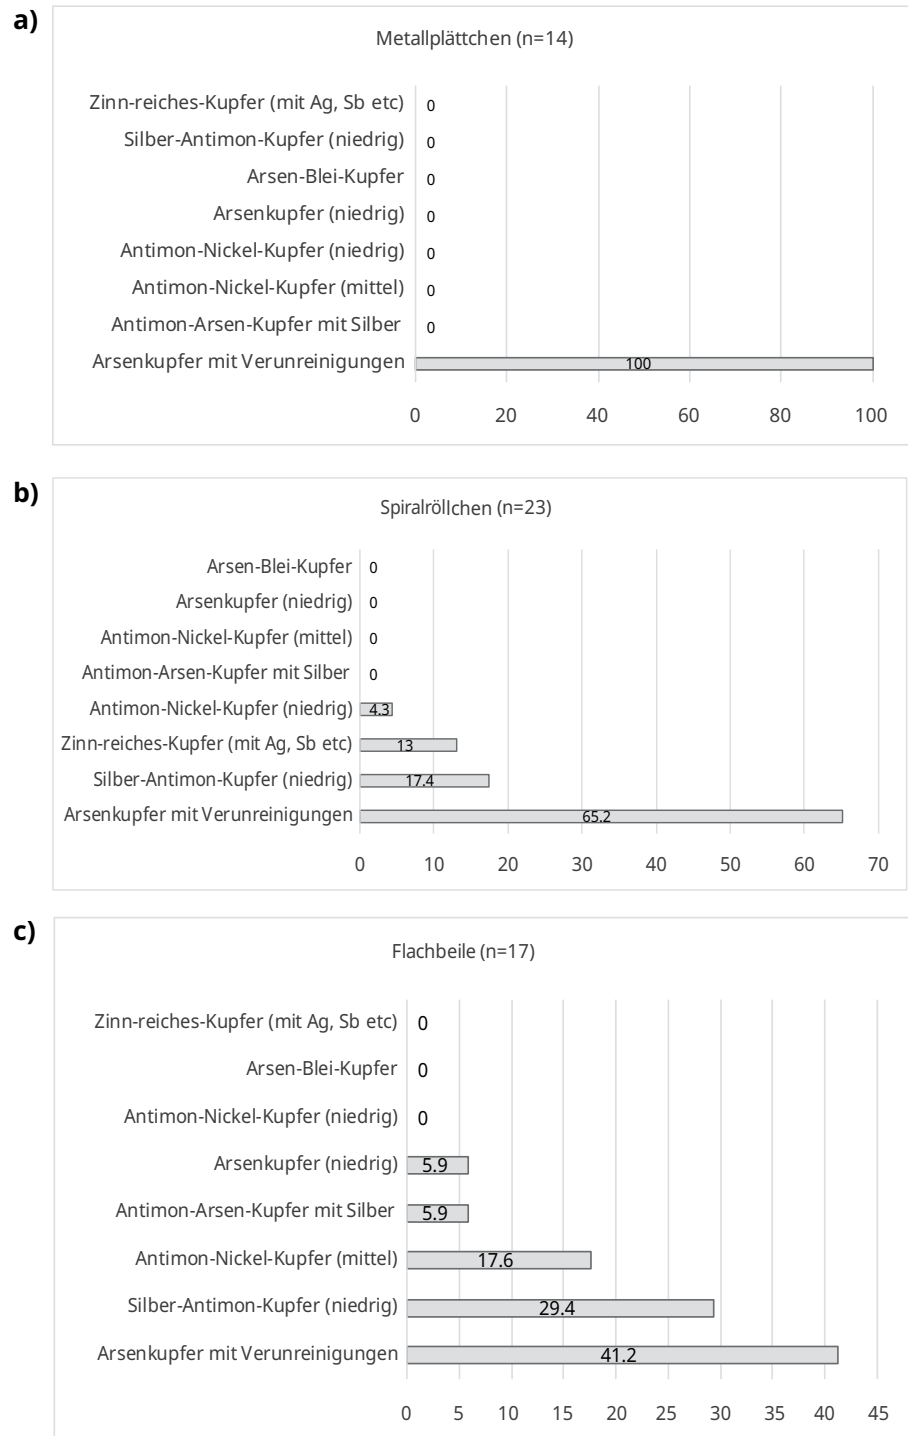 a)
Metallplättchen (n=14)
Zinn-reiches-Kupfer (mit Ag, Sb etc) 0
Silber-Antimon-Kupfer (niedrig) 0
Arsen-Blei-Kupfer 0
Arsenkupfer (niedrig) 0
Antimon-Nickel-Kupfer (niedrig) 0
Antimon-Nickel-Kupfer (mittel) 0
Antimon-Arsen-Kupfer mit Silber 0
Arsenkupfer mit Verunreinigungen 100
0 20 40 60 80 100
b)
Spiralröllchen (n=23)
Arsen-Blei-Kupfer 0
Arsenkupfer (niedrig) 0
Antimon-Nickel-Kupfer (mittel) 0
Antimon-Arsen-Kupfer mit Silber 0
Antimon-Nickel-Kupfer (niedrig) 4.3
Zinn-reiches-Kupfer (mit Ag, Sb etc) 13
Silber-Antimon-Kupfer (niedrig) 17.4
Arsenkupfer mit Verunreinigungen 65.2
0 10 20 30 40 50 60 70
c)
Flachbeile (n=17)
Zinn-reiches-Kupfer (mit Ag, Sb etc) 0
Arsen-Blei-Kupfer 0
Antimon-Nickel-Kupfer (niedrig) 0
Arsenkupfer (niedrig) 5.9
Antimon-Arsen-Kupfer mit Silber 5.9
Antimon-Nickel-Kupfer (mittel) 17.6
Silber-Antimon-Kupfer (niedrig) 29.4
Arsenkupfer mit Verunreinigungen 41.2
0 5 10 15 20 25 30 35 40 45